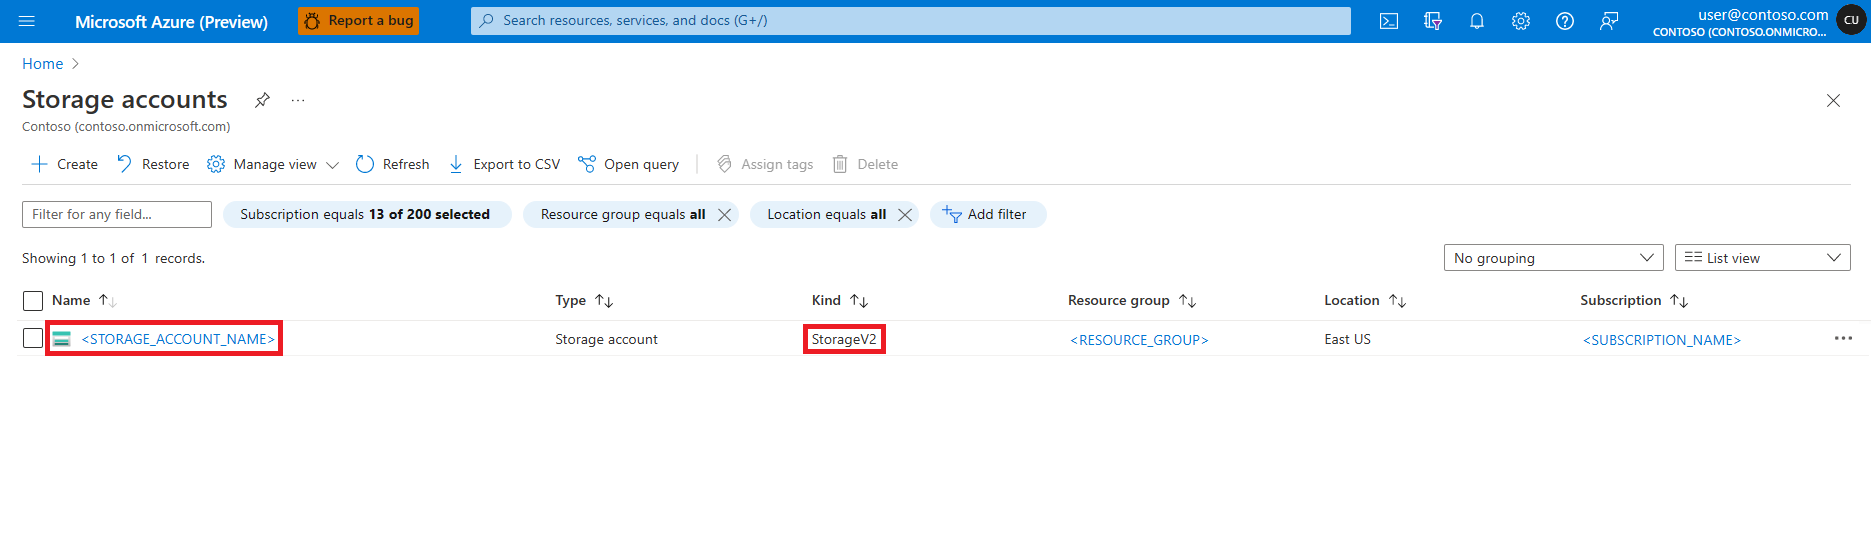 Microsoft Azure (Preview) Report a bug Search resources, services, and docs (G+/) user@contoso.com
CONTOSO (CONTOSO.ONMICRO... CU
Home
Storage accounts ...
Contoso (contoso.onmicrosoft.com)
Create Restore Manage view Refresh Export to CSV Open query Assign tags Delete
Filter for any field... Subscription equals 13 of 200 selected Resource group equals all Location equals all Add filter
Showing 1 to 1 of 1 records. No grouping List view
Name Type Kind Resource group Location Subscription
<STORAGE_ACCOUNT_NAME> Storage account StorageV2 <RESOURCE_GROUP> East US <SUBSCRIPTION_NAME> ...